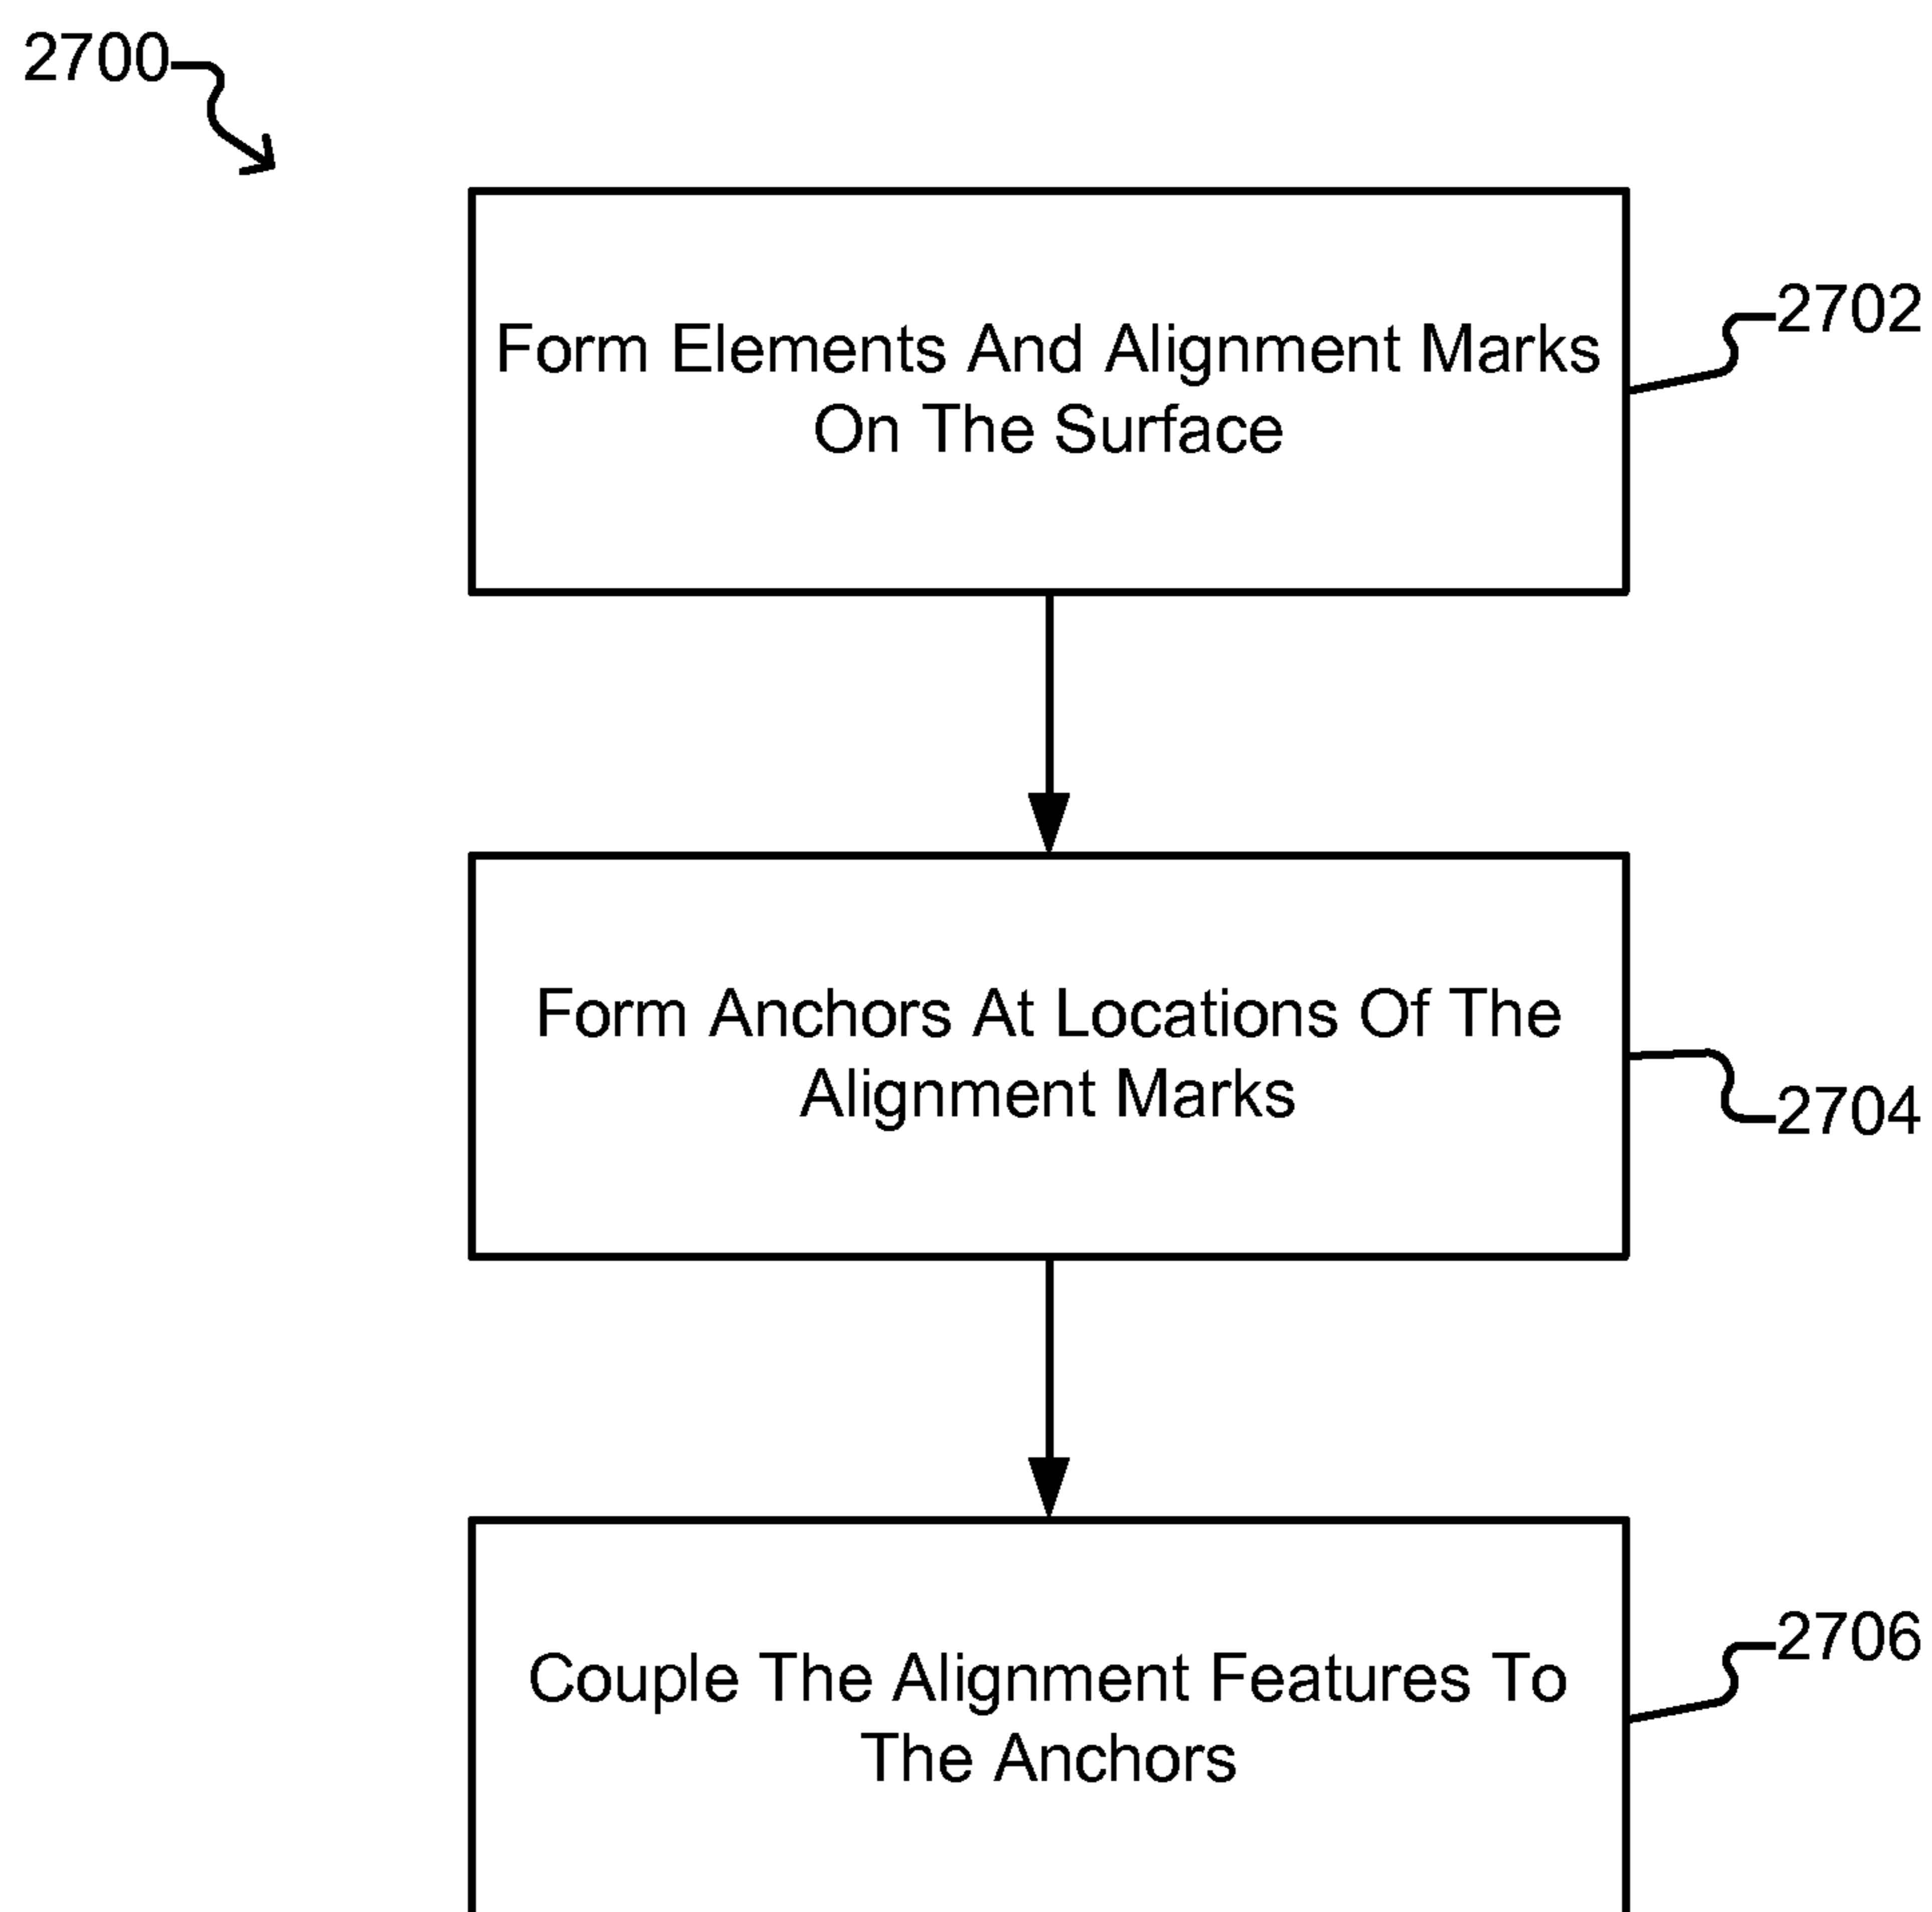 2700
Form Elements And Alignment Marks
On The Surface
2702
Form Anchors At Locations Of The
Alignment Marks
2704
Couple The Alignment Features To
The Anchors
2706